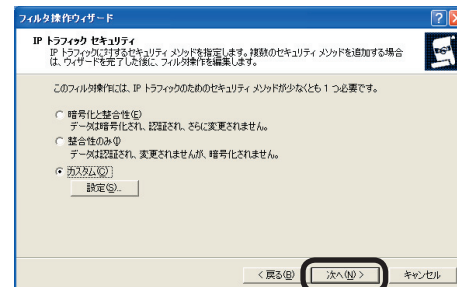 フィルタ操作ウィザード
IP トラフィック セキュリティ
IP トラフィックに対するセキュリティ メソッドを指定します。複数のセキュリティ メソッドを追加する場合
は、ウィザードを完了した後に、フィルタ操作を編集します。
このフィルタ操作には、IP トラフィックのためのセキュリティ メソッドが少なくとも 1 つ必要です。
暗号化と整合性(E)
データは暗号化され、認証され、さらに変更されません。
整合性のみ(I)
データは認証され、変更されませんが、暗号化されません。
カスタム(C)
設定(S)...
< 戻る(B) 次へ(N) > キャンセル